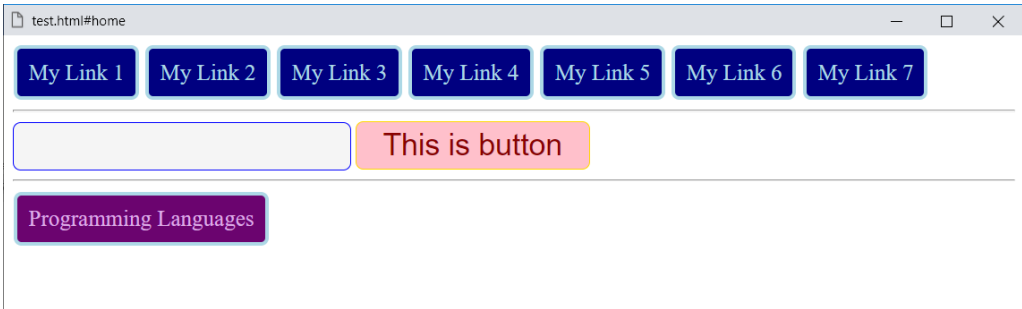 test.html#home
My Link 1 My Link 2 My Link 3 My Link 4 My Link 5 My Link 6 My Link 7
This is button
Programming Languages